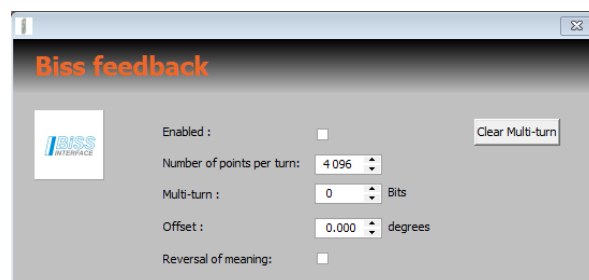 Biss feedback
BiSS
INTERFACE
Enabled :
Clear Multi-turn
Number of points per turn: 4 096
Multi-turn : 0 Bits
Offset : 0.000 degrees
Reversal of meaning: